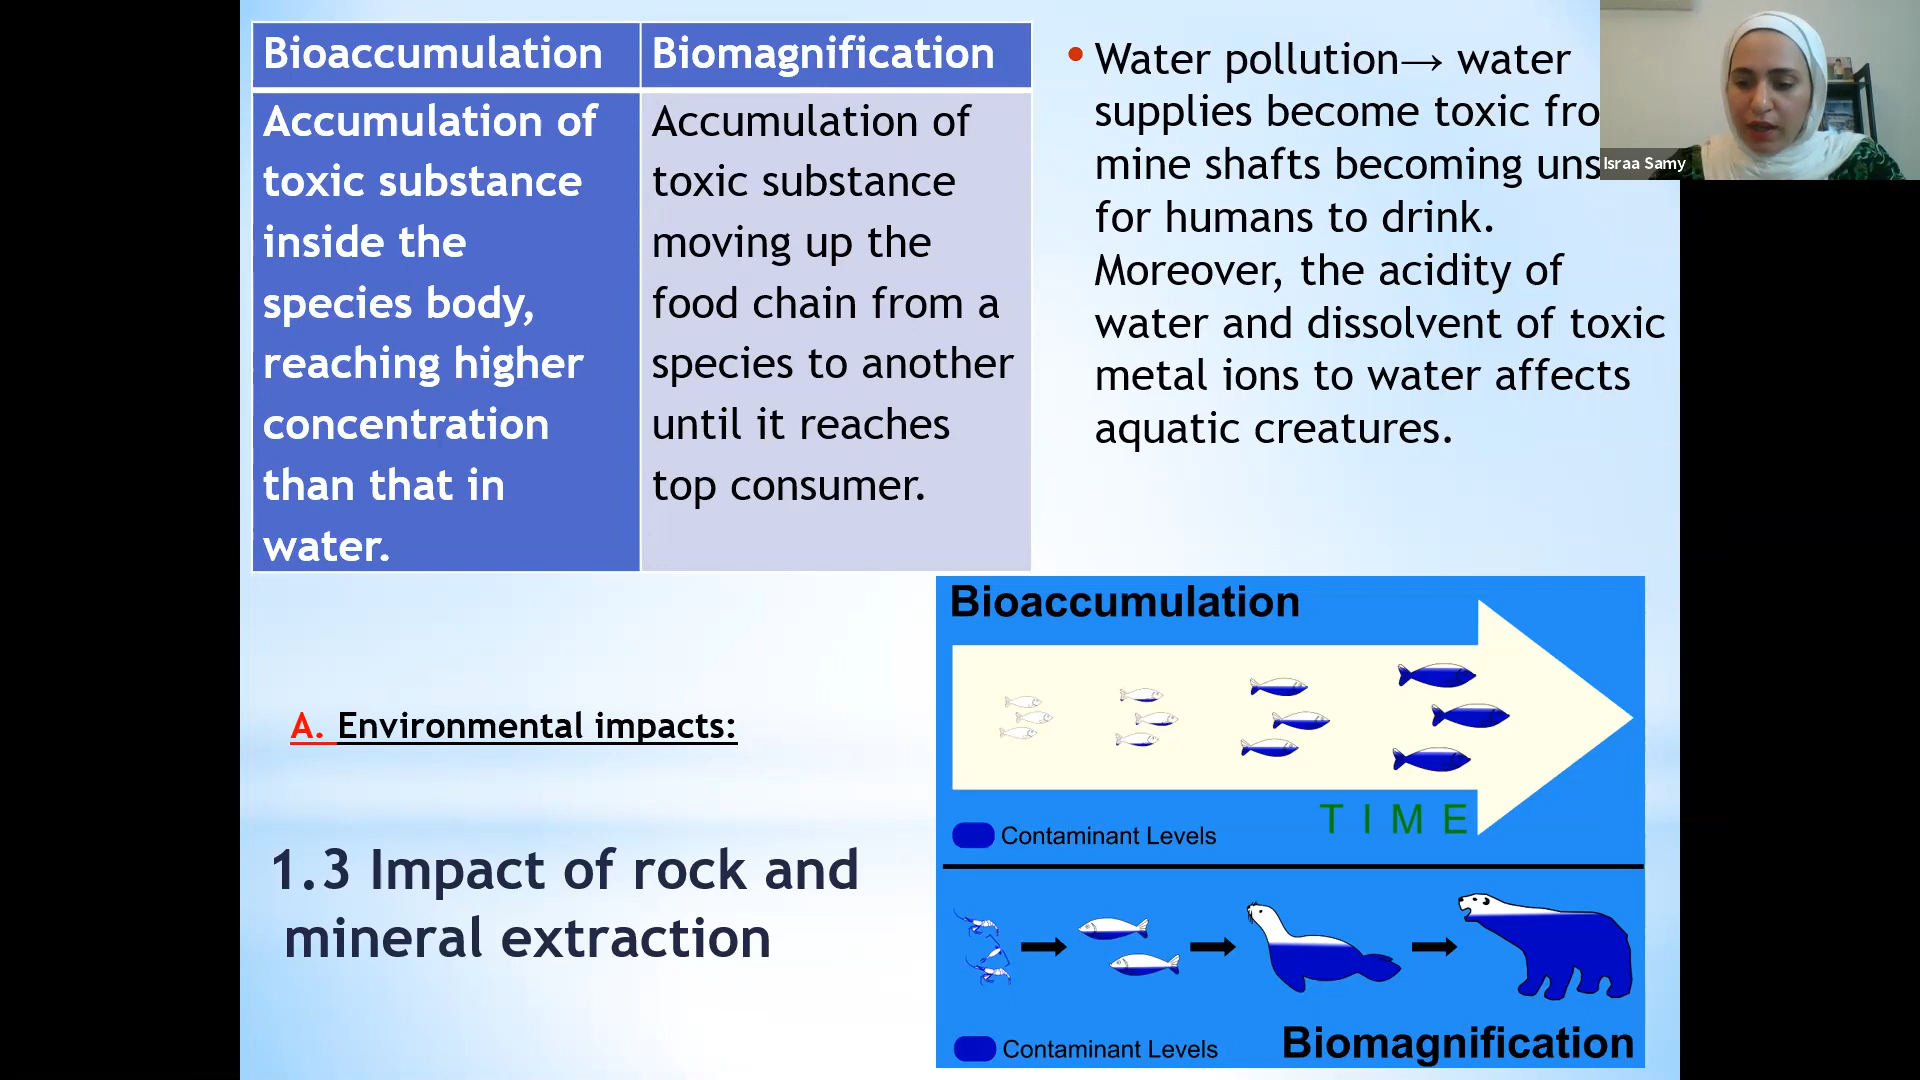 Bioaccumulation
Biomagnification
Accumulation of
toxic substance
inside the
species body,
reaching higher
concentration
than that in
water.
Accumulation of
toxic substance
moving up the
food chain from a
species to another
until it reaches
top consumer.
• Water pollution→ water
supplies become toxic fro
mine shafts becoming uns
for humans to drink.
Moreover, the acidity of
water and dissolvent of toxic
metal ions to water affects
aquatic creatures.
Israa Samy
A. Environmental impacts:
1.3 Impact of rock and
mineral extraction
Bioaccumulation
TIME
Contaminant Levels
Contaminant Levels
Biomagnification